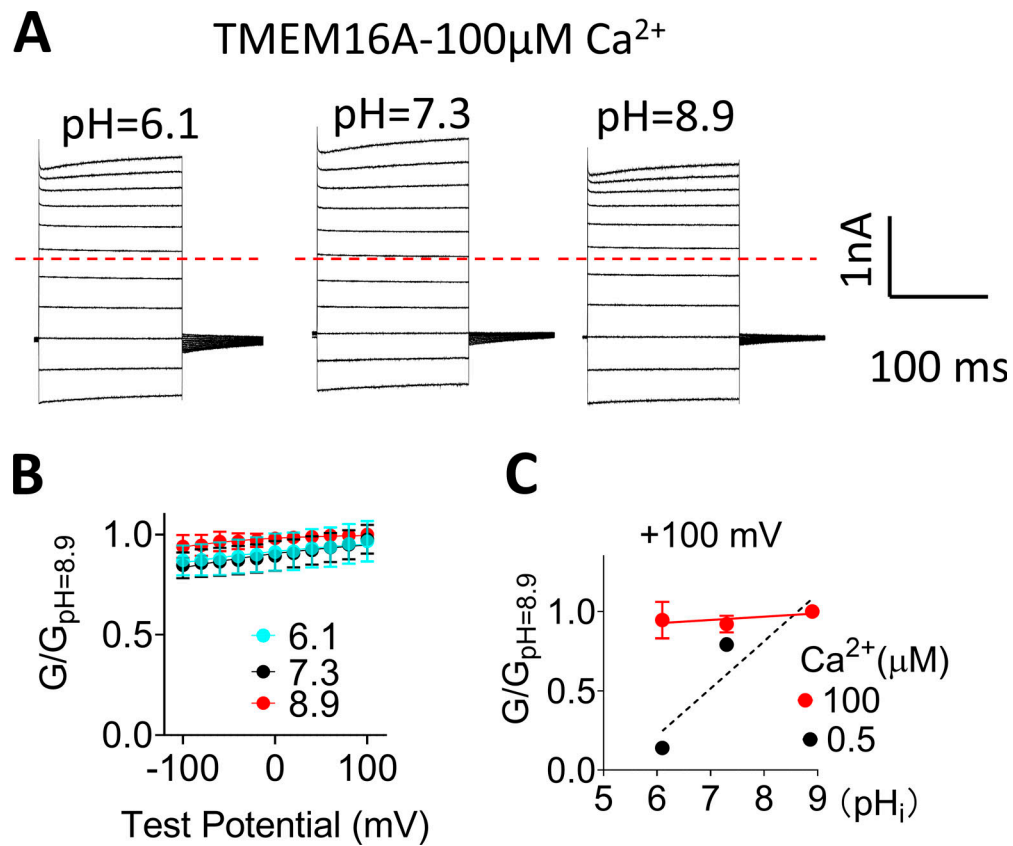 A
TMEM16A-100μM Ca²⁺
pH=6.1
pH=7.3
pH=8.9
1nA
100 ms
B
G/G_pH=8.9
1.0
0.5
0.0
6.1
7.3
8.9
-100 0 100
Test Potential (mV)
C
+100 mV
G/G_pH=8.9
1.0
0.5
0.0
Ca²⁺(μM)
100
0.5
5 6 7 8 9 (pHᵢ)